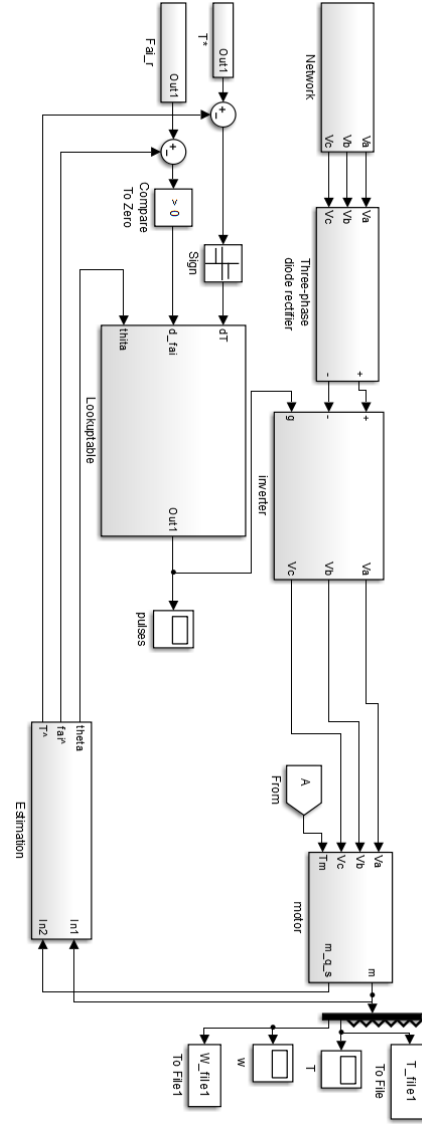 Network
Va
Vb
Vc
Va
Vb
Vc
+
-
Three-phase
diode rectifier
+
-
g
Va
Vb
Vc
inverter
A
From
Va
Vb
Vc
Tm
m
m_q_s
motor
T_file1
To File
T
w
W_file1
To File1
Out1
T*
Out1
Fai_r
+
-
+
-
> 0
Compare
To Zero
Sign
dT
d_fai
thita
Out1
Lookuptable
pulses
theta
fai^
T^
In1
In2
Estimation